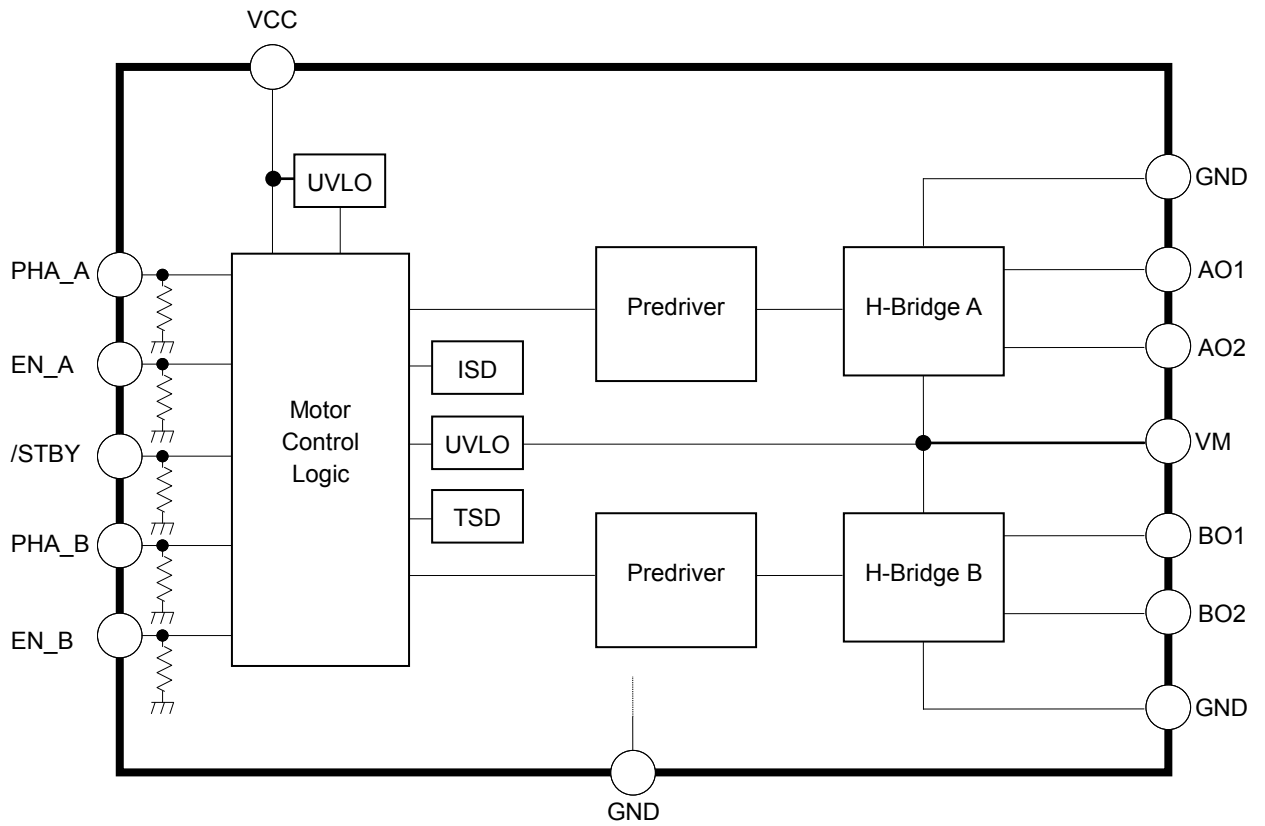 VCC
UVLO
GND
PHA_A
AO1
Predriver
H-Bridge A
AO2
EN_A
ISD
Motor
Control
Logic
/STBY
UVLO
VM
TSD
PHA_B
BO1
Predriver
H-Bridge B
BO2
EN_B
GND
GND